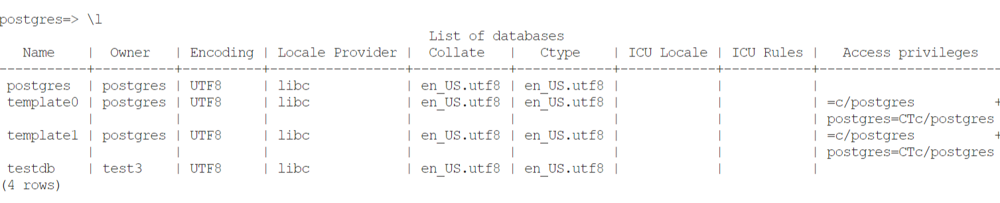 postgres=> \l
                                                      List of databases
   Name    |  Owner   | Encoding | Locale Provider |  Collate   |   Ctype    | ICU Locale | ICU Rules |   Access privileges
-----------+----------+----------+-----------------+------------+------------+------------+-----------+-----------------------
 postgres  | postgres | UTF8     | libc            | en_US.utf8 | en_US.utf8 |            |           |
 template0 | postgres | UTF8     | libc            | en_US.utf8 | en_US.utf8 |            |           | =c/postgres          +
           |          |          |                 |            |            |            |           | postgres=CTc/postgres
 template1 | postgres | UTF8     | libc            | en_US.utf8 | en_US.utf8 |            |           | =c/postgres          +
           |          |          |                 |            |            |            |           | postgres=CTc/postgres
 testdb    | test3    | UTF8     | libc            | en_US.utf8 | en_US.utf8 |            |           |
(4 rows)